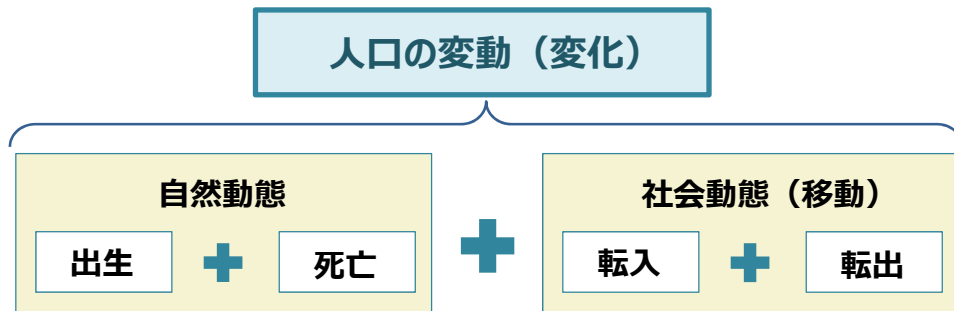 人口の変動（変化）
自然動態
出生
死亡
社会動態（移動）
転入
転出